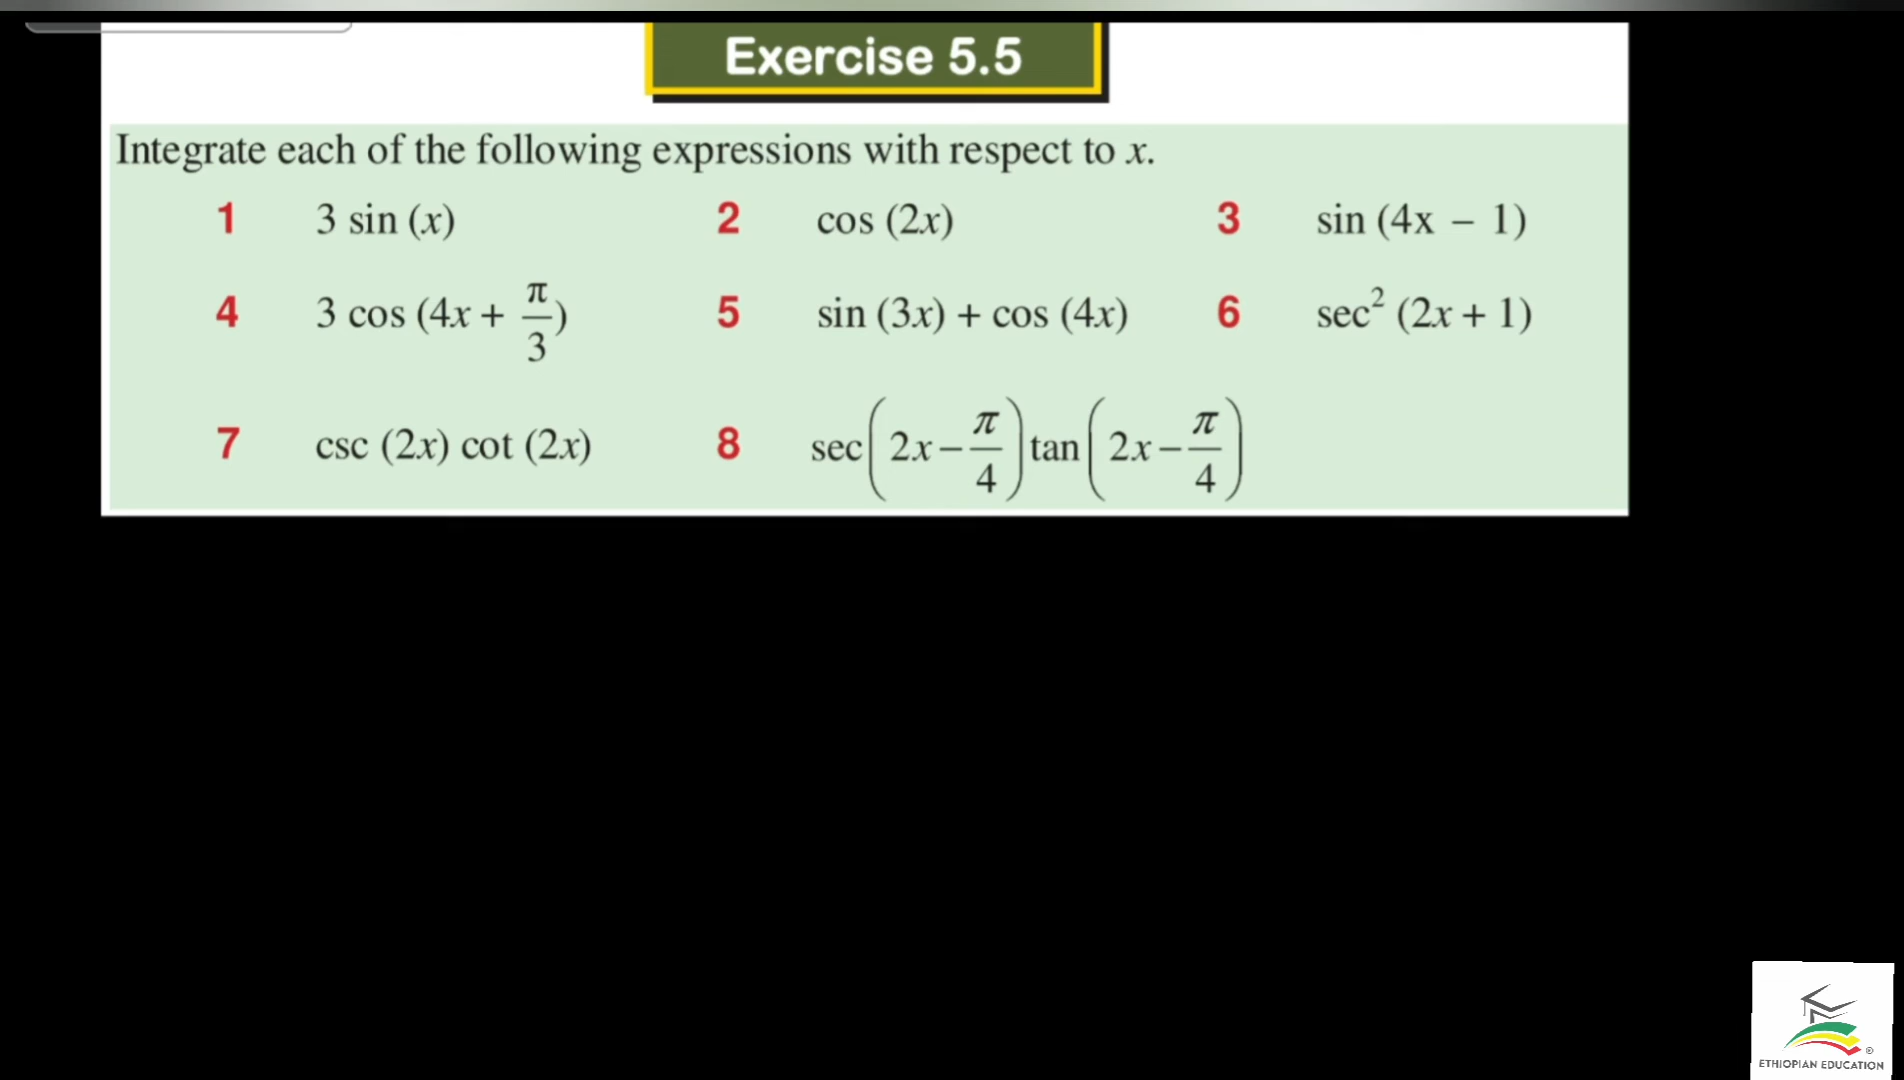 Exercise 5.5
Integrate each of the following expressions with respect to x.
1 3 sin (x) 2 cos (2x) 3 sin (4x – 1)
4 3 cos (4x + π/3) 5 sin (3x) + cos (4x) 6 sec² (2x + 1)
7 csc (2x) cot (2x) 8 sec(2x – π/4) tan(2x – π/4)
ETHIOPIAN EDUCATION